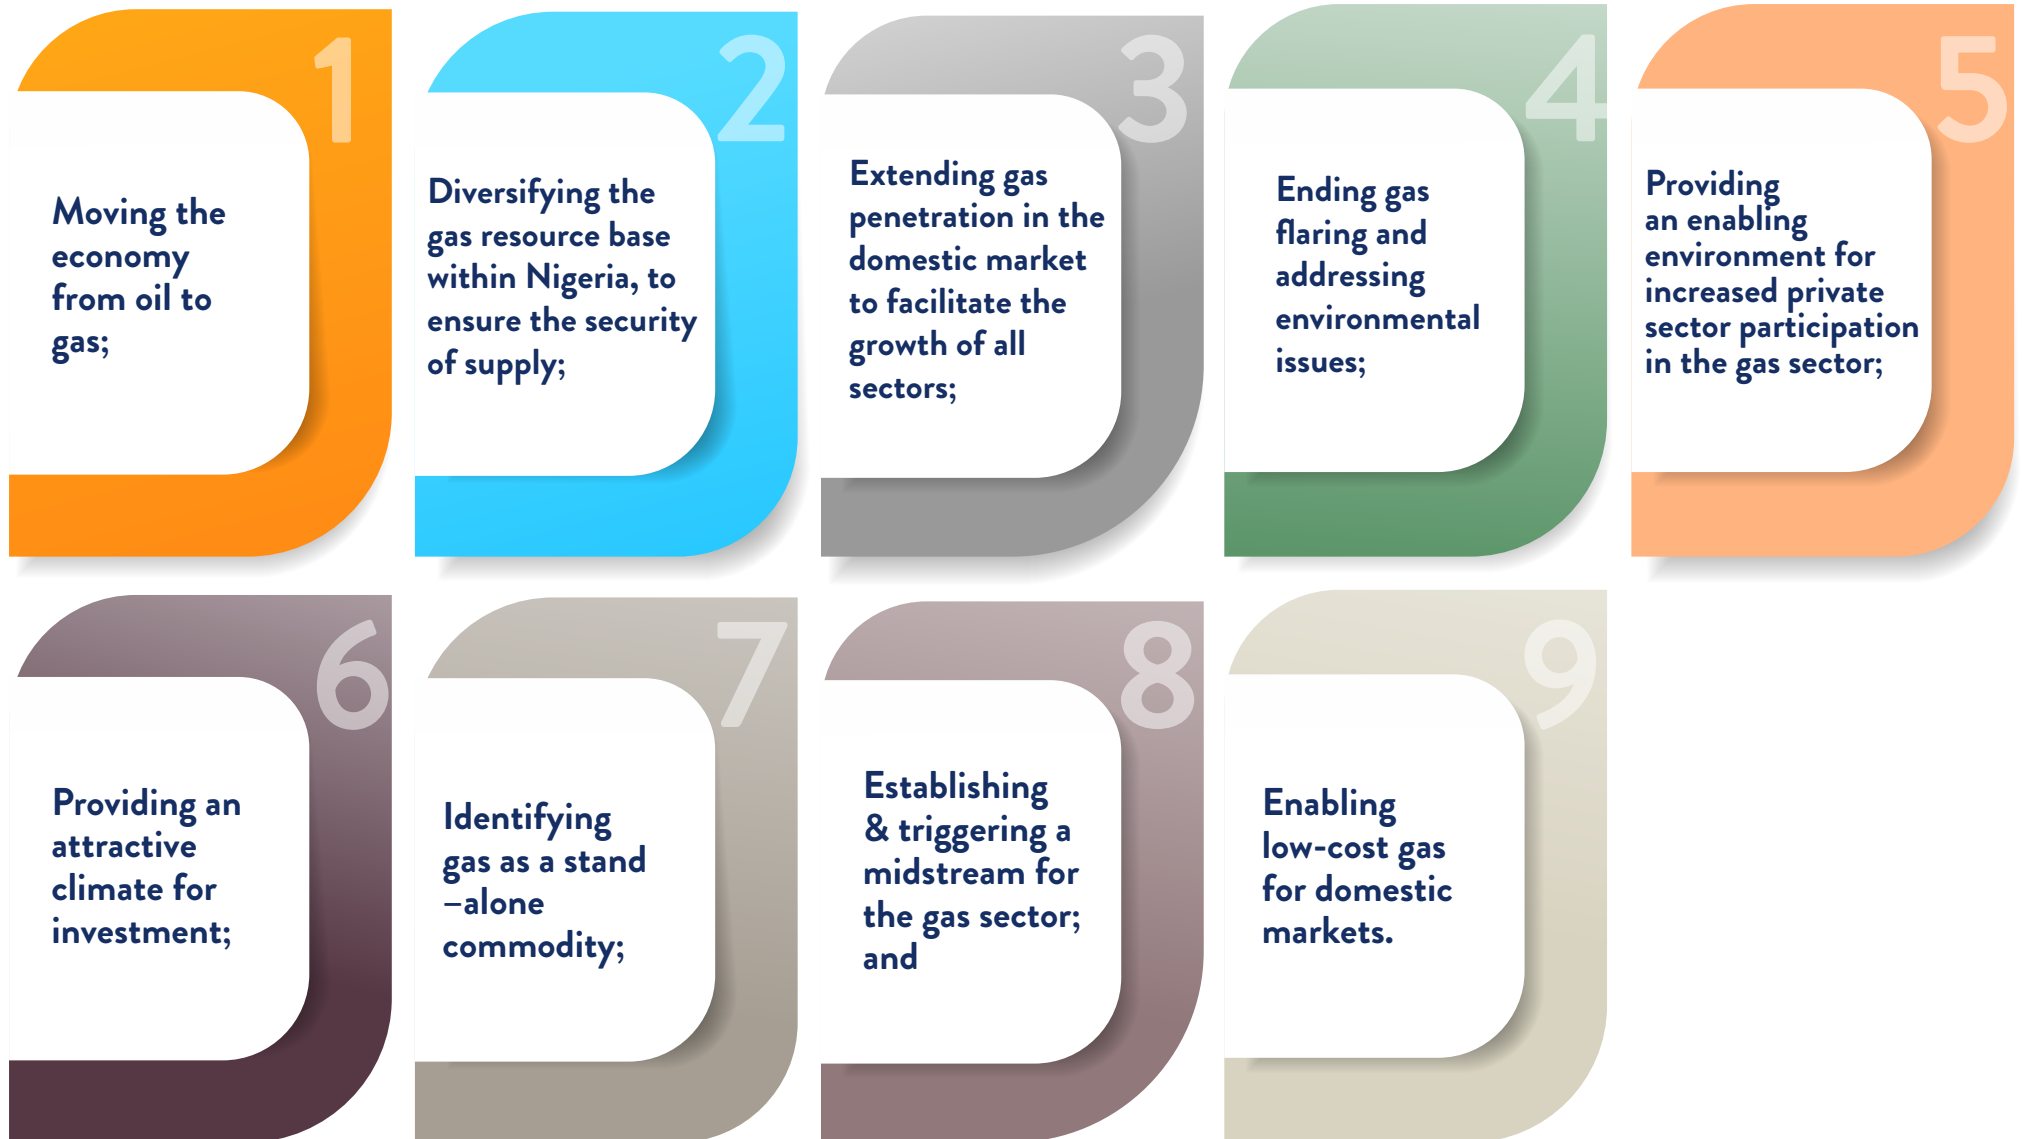 1
Moving the
economy
from oil to
gas;
2
Diversifying the
gas resource base
within Nigeria, to
ensure the security
of supply;
3
Extending gas
penetration in the
domestic market
to facilitate the
growth of all
sectors;
4
Ending gas
flaring and
addressing
environmental
issues;
5
Providing
an enabling
environment for
increased private
sector participation
in the gas sector;
6
Providing an
attractive
climate for
investment;
7
Identifying
gas as a stand
–alone
commodity;
8
Establishing
& triggering a
midstream for
the gas sector;
and
9
Enabling
low-cost gas
for domestic
markets.